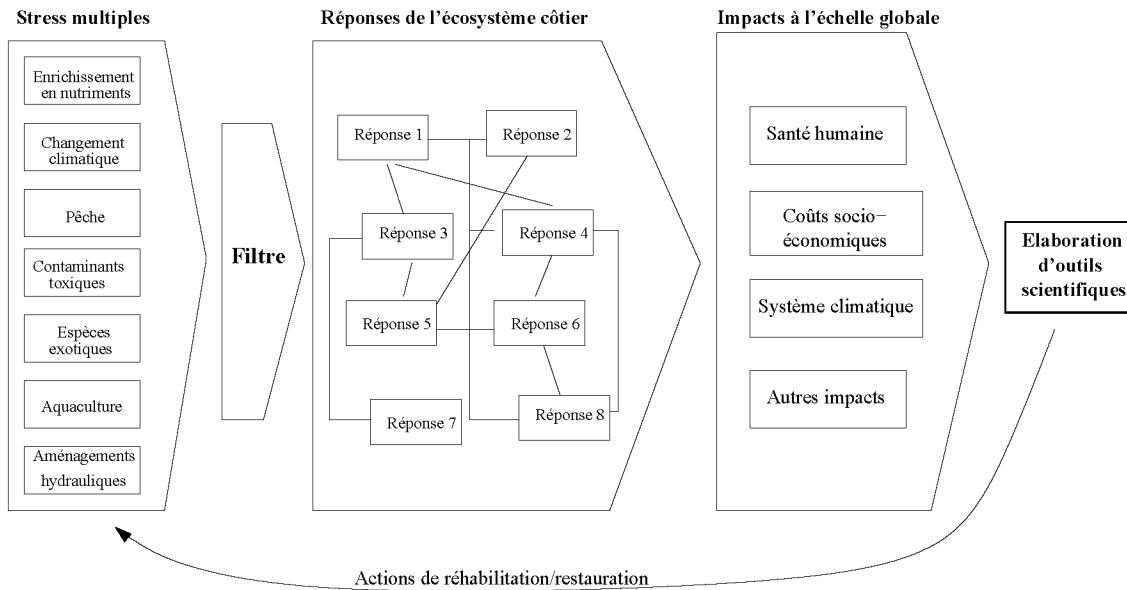 Stress multiples
Réponses de l’écosystème côtier
Impacts à l’échelle globale
Enrichissement
en nutriments
Changement
climatique
Pêche
Contaminants
toxiques
Espèces
exotiques
Aquaculture
Aménagements
hydrauliques
Filtre
Réponse 1
Réponse 2
Réponse 3
Réponse 4
Réponse 5
Réponse 6
Réponse 7
Réponse 8
Santé humaine
Coûts socio−
économiques
Système climatique
Autres impacts
Elaboration
d’outils
scientifiques
Actions de réhabilitation/restauration